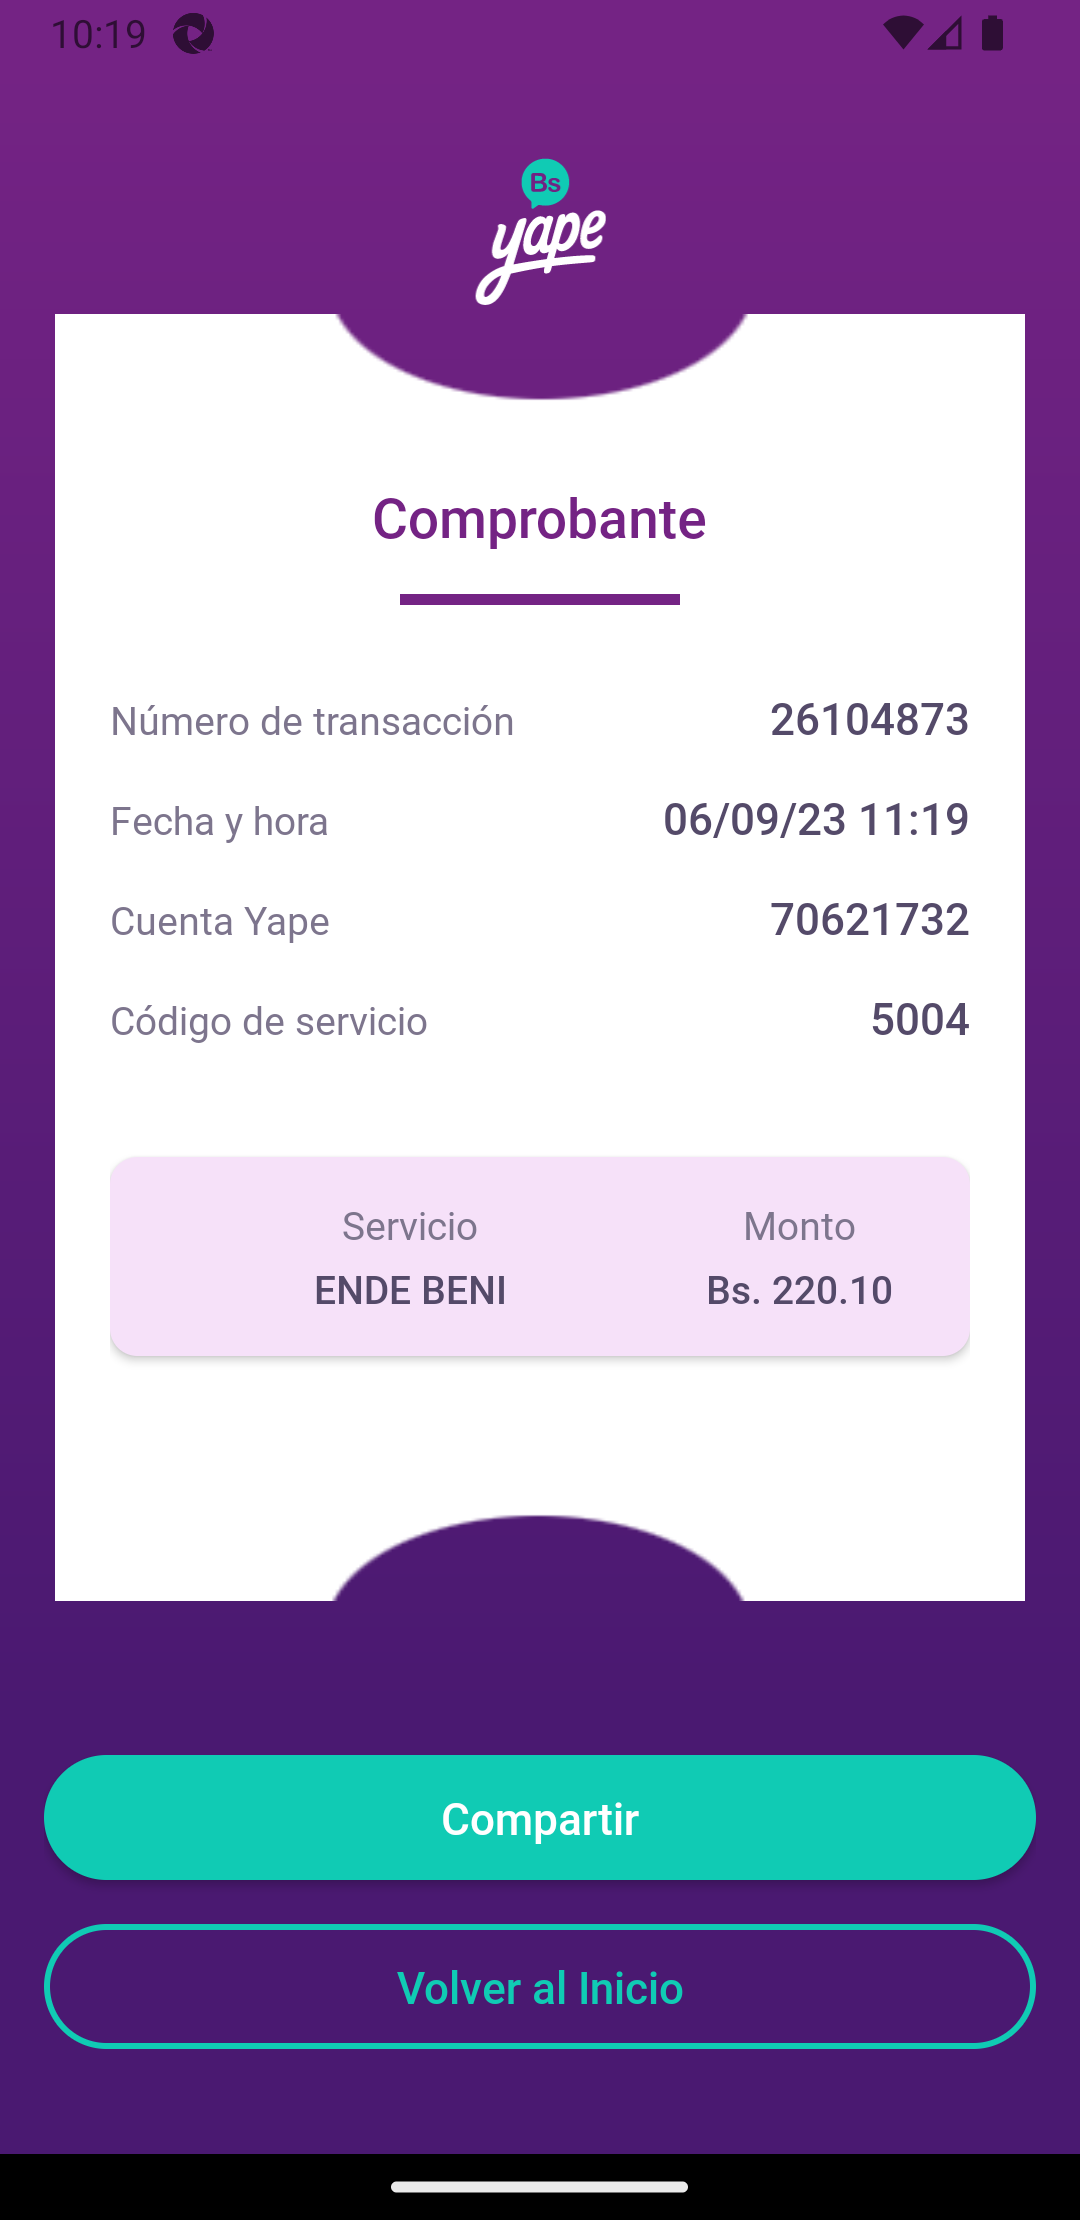 10:19
Bs
yape
Comprobante
Número de transacción 26104873
Fecha y hora 06/09/23 11:19
Cuenta Yape 70621732
Código de servicio 5004
Servicio Monto
ENDE BENI Bs. 220.10
Compartir
Volver al Inicio